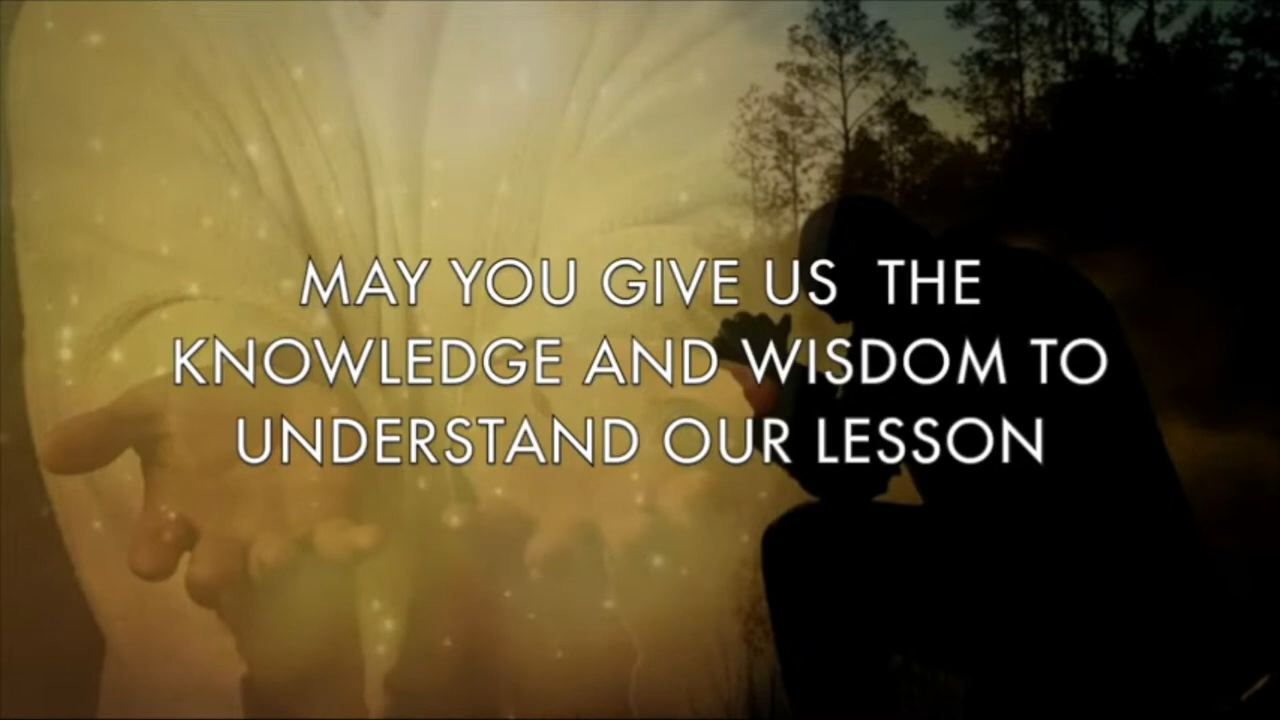 MAY YOU GIVE US THE
KNOWLEDGE AND WISDOM TO
UNDERSTAND OUR LESSON